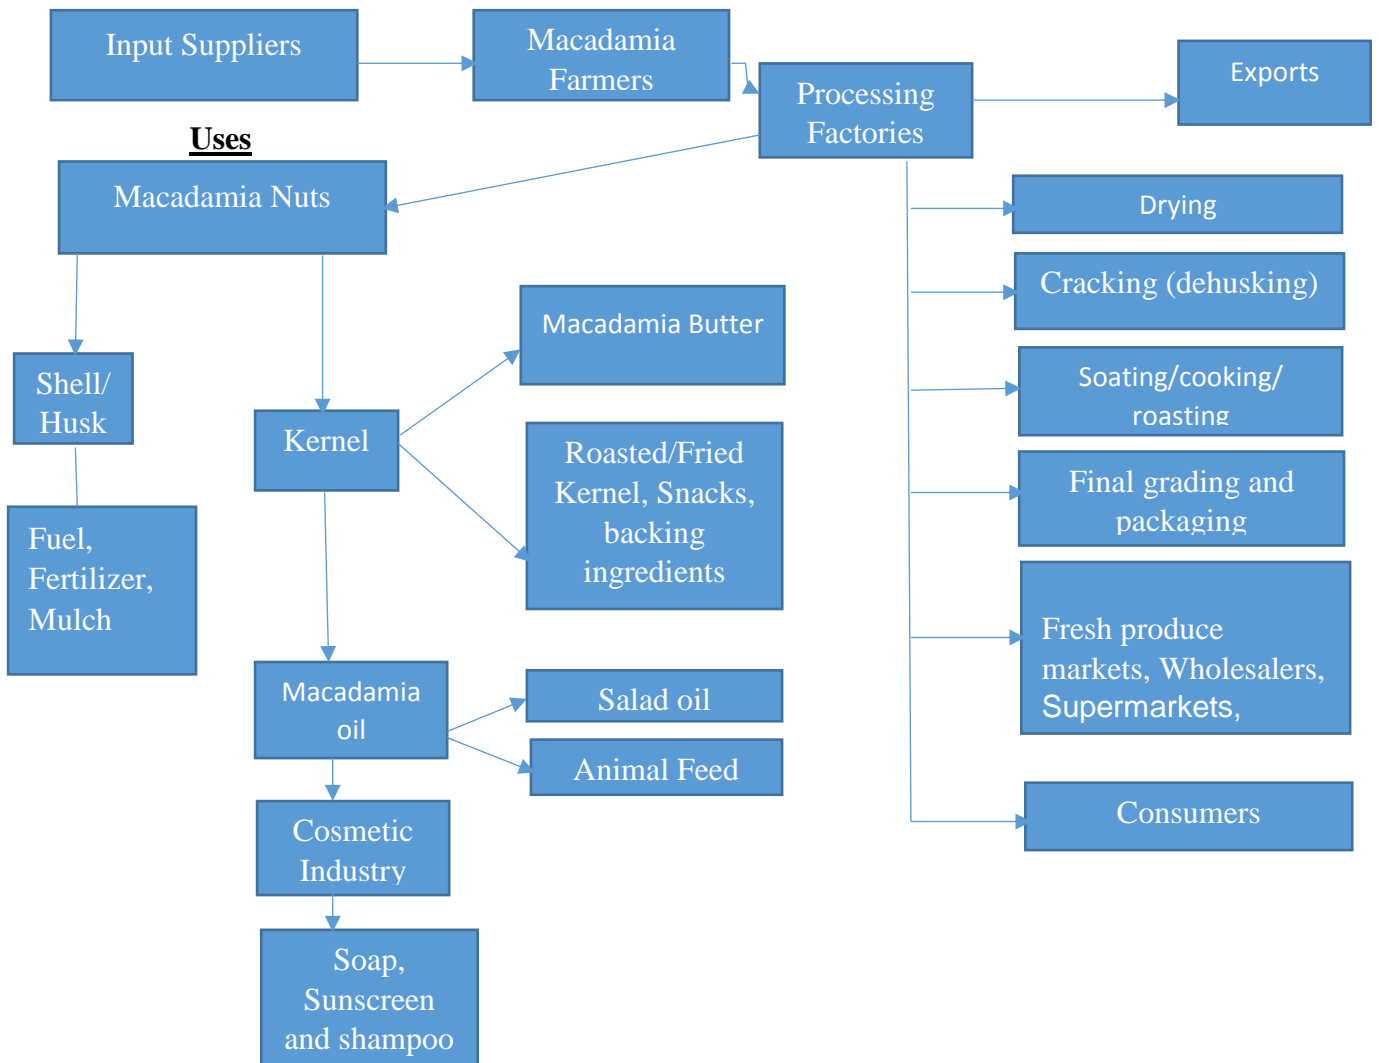 Input Suppliers
Macadamia
Farmers
Processing
Factories
Exports
Uses
Macadamia Nuts
Drying
Cracking (dehusking)
Soating/cooking/
roasting
Final grading and
packaging
Fresh produce
markets, Wholesalers,
Supermarkets,
Consumers
Shell/
Husk
Fuel,
Fertilizer,
Mulch
Kernel
Macadamia Butter
Roasted/Fried
Kernel, Snacks,
backing
ingredients
Macadamia
oil
Salad oil
Animal Feed
Cosmetic
Industry
Soap,
Sunscreen
and shampoo